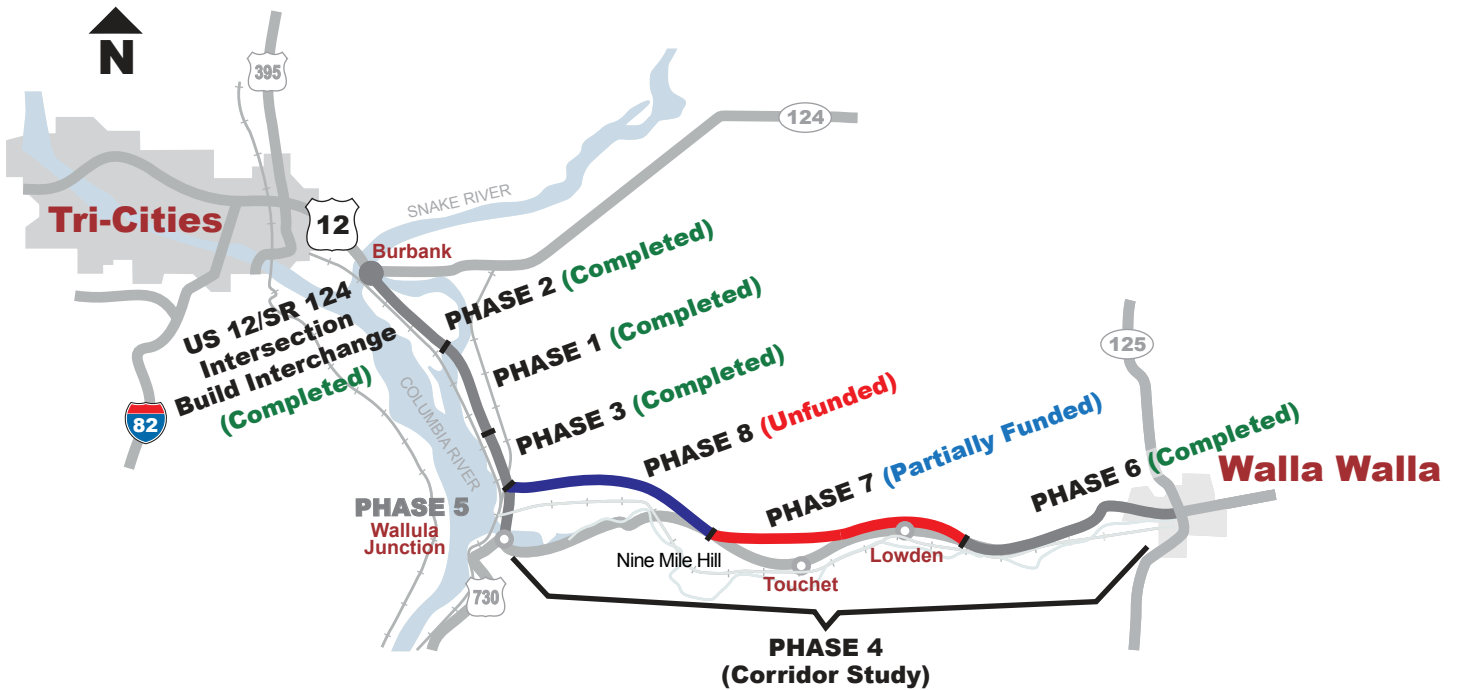 N
395
124
Tri-Cities
12
SNAKE RIVER
Burbank
PHASE 2 (Completed)
US 12/SR 124
Intersection
Build Interchange
(Completed)
PHASE 1 (Completed)
125
82
COLUMBIA RIVER
PHASE 3 (Completed)
PHASE 8 (Unfunded)
PHASE 7 (Partially Funded)
PHASE 6 (Completed)
Walla Walla
PHASE 5
Wallula
Junction
Nine Mile Hill
Lowden
Touchet
730
PHASE 4
(Corridor Study)